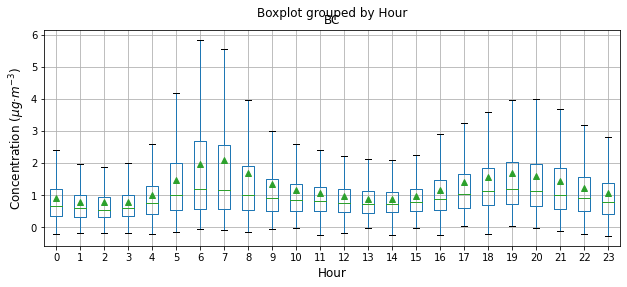 Boxplot grouped by Hour
BC
Concentration (μg·m⁻³)
6
5
4
3
2
1
0
0 1 2 3 4 5 6 7 8 9 10 11 12 13 14 15 16 17 18 19 20 21 22 23
Hour